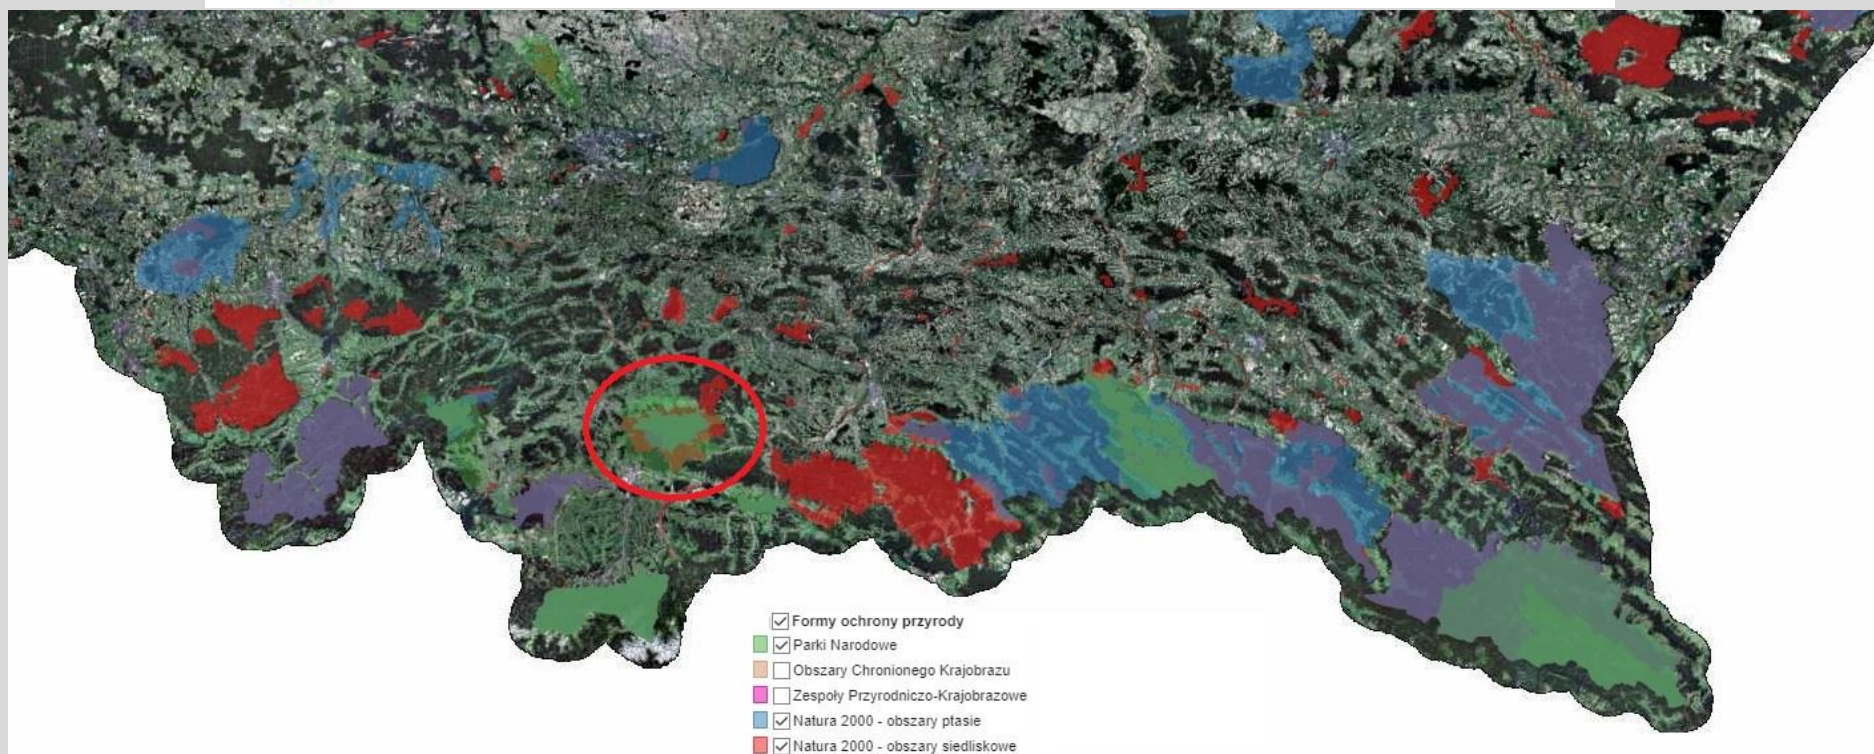 Formy ochrony przyrody
Parki Narodowe
Obszary Chronionego Krajobrazu
Zespoły Przyrodniczo-Krajobrazowe
Natura 2000 - obszary ptasie
Natura 2000 - obszary siedliskowe